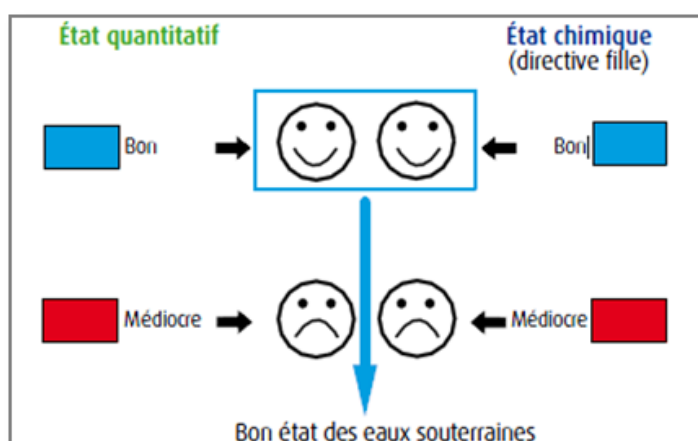 État quantitatif
État chimique
(directive fille)
Bon
Bon
Médiocre
Médiocre
Bon état des eaux souterraines